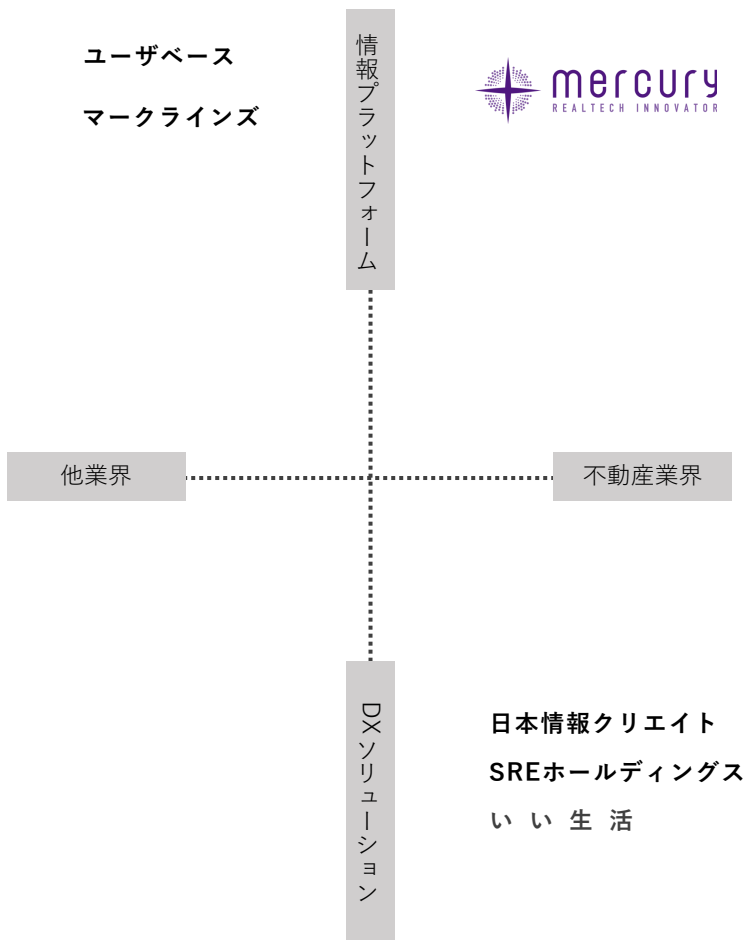 ユーザベース
マークラインズ
情報プラットフォーム
mercury
REALTECH INNOVATOR
他業界
不動産業界
DXソリューション
日本情報クリエイト
SREホールディングス
いい生活